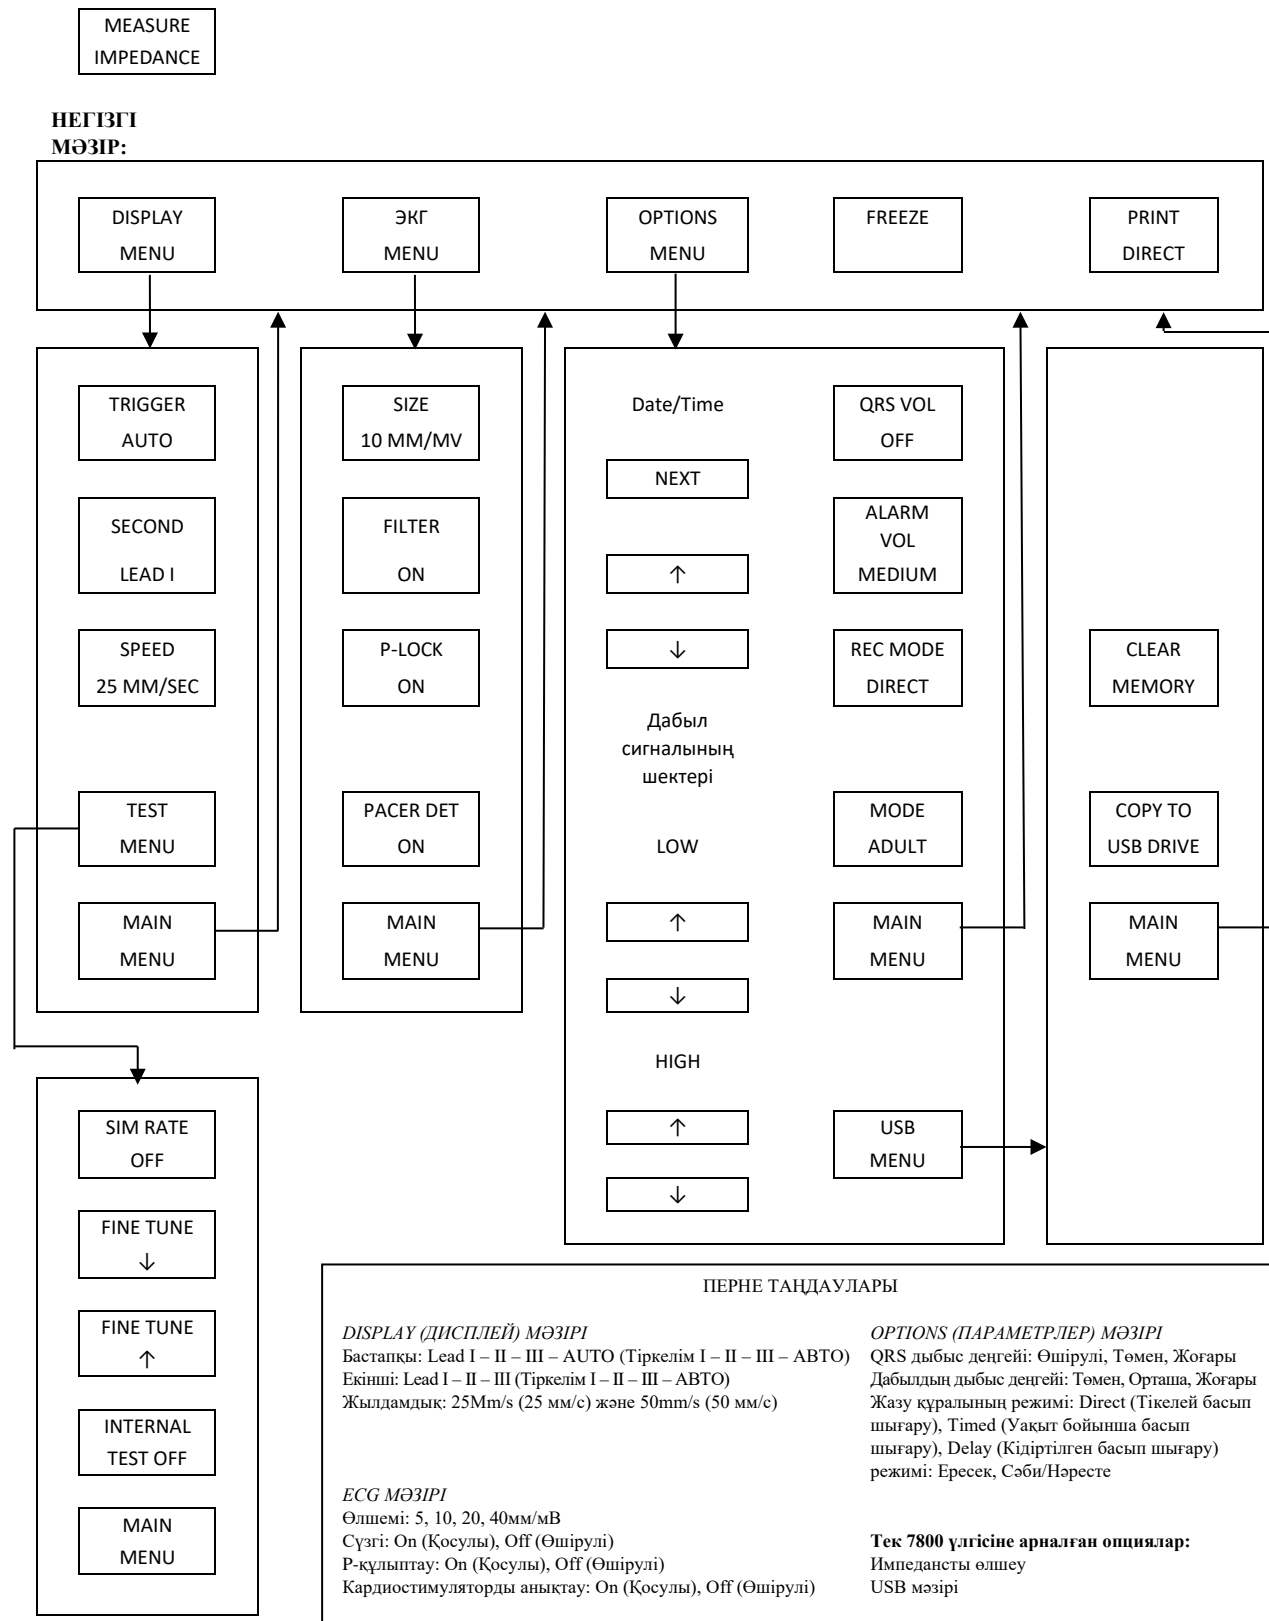 MEASURE
IMPEDANCE
НЕГІЗГІ
МӘЗІР:
DISPLAY
MENU
ЭКГ
MENU
OPTIONS
MENU
FREEZE
PRINT
DIRECT
TRIGGER
AUTO
SECOND
LEAD I
SPEED
25 MM/SEC
TEST
MENU
MAIN
MENU
SIZE
10 MM/MV
FILTER
ON
P-LOCK
ON
PACER DET
ON
MAIN
MENU
Date/Time
NEXT
↑
↓
Дабыл
сигналының
шектері
LOW
↑
↓
HIGH
↑
↓
QRS VOL
OFF
ALARM
VOL
MEDIUM
REC MODE
DIRECT
MODE
ADULT
MAIN
MENU
USB
MENU
CLEAR
MEMORY
COPY TO
USB DRIVE
MAIN
MENU
SIM RATE
OFF
FINE TUNE
↓
FINE TUNE
↑
INTERNAL
TEST OFF
MAIN
MENU
ПЕРНЕ ТАҢДАУЛАРЫ
DISPLAY (ДИСПЛЕЙ) МӘЗІРІ
Бастапқы: Lead I – II – III – AUTO (Тіркелім I – II – III – АВТО)
Екінші: Lead I – II – III (Тіркелім I – II – III – АВТО)
Жылдамдық: 25Mm/s (25 мм/с) және 50mm/s (50 мм/с)
ECG МӘЗІРІ
Өлшемі: 5, 10, 20, 40мм/мВ
Сүзгі: On (Қосулы), Off (Өшірулі)
P-құлыптау: On (Қосулы), Off (Өшірулі)
Кардиостимуляторды анықтау: On (Қосулы), Off (Өшірулі)
OPTIONS (ПАРАМЕТРЛЕР) МӘЗІРІ
QRS дыбыс деңгейі: Өшірулі, Төмен, Жоғары
Дабылдың дыбыс деңгейі: Төмен, Орташа, Жоғары
Жазу құралының режимі: Direct (Тікелей басып
шығару), Timed (Уақыт бойынша басып
шығару), Delay (Кідіртілген басып шығару)
режимі: Ересек, Сәби/Нәресте
Тек 7800 үлгісіне арналған опциялар:
Импедансты өлшеу
USB мәзірі